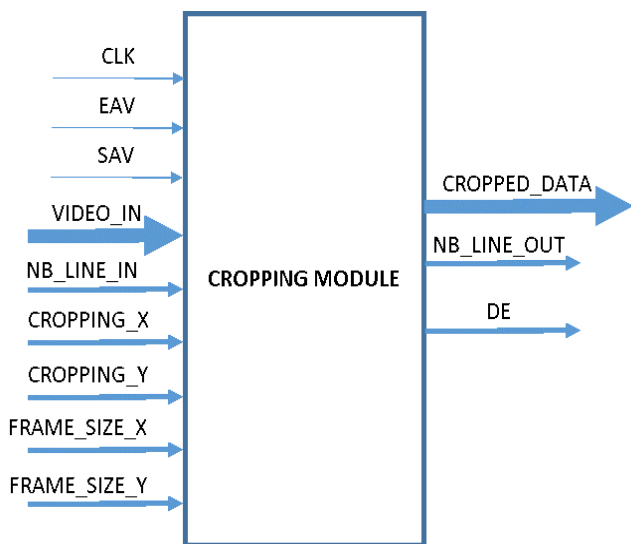 CLK
EAV
SAV
VIDEO_IN
NB_LINE_IN
CROPPING_X
CROPPING_Y
FRAME_SIZE_X
FRAME_SIZE_Y
CROPPING MODULE
CROPPED_DATA
NB_LINE_OUT
DE